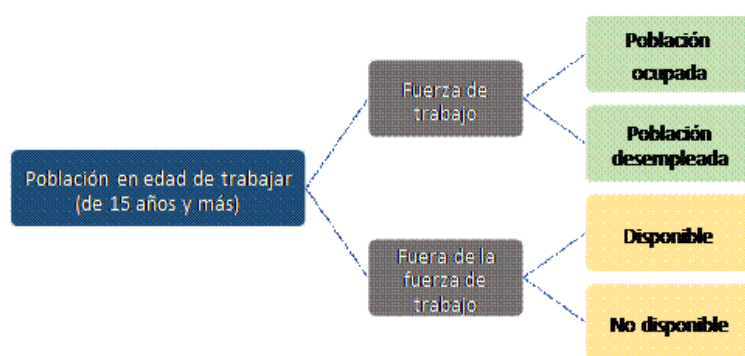 Población en edad de trabajar
(de 15 años y más)
Fuerza de
trabajo
Población
ocupada
Población
desempleada
Fuera de la
fuerza de
trabajo
Disponible
No disponible